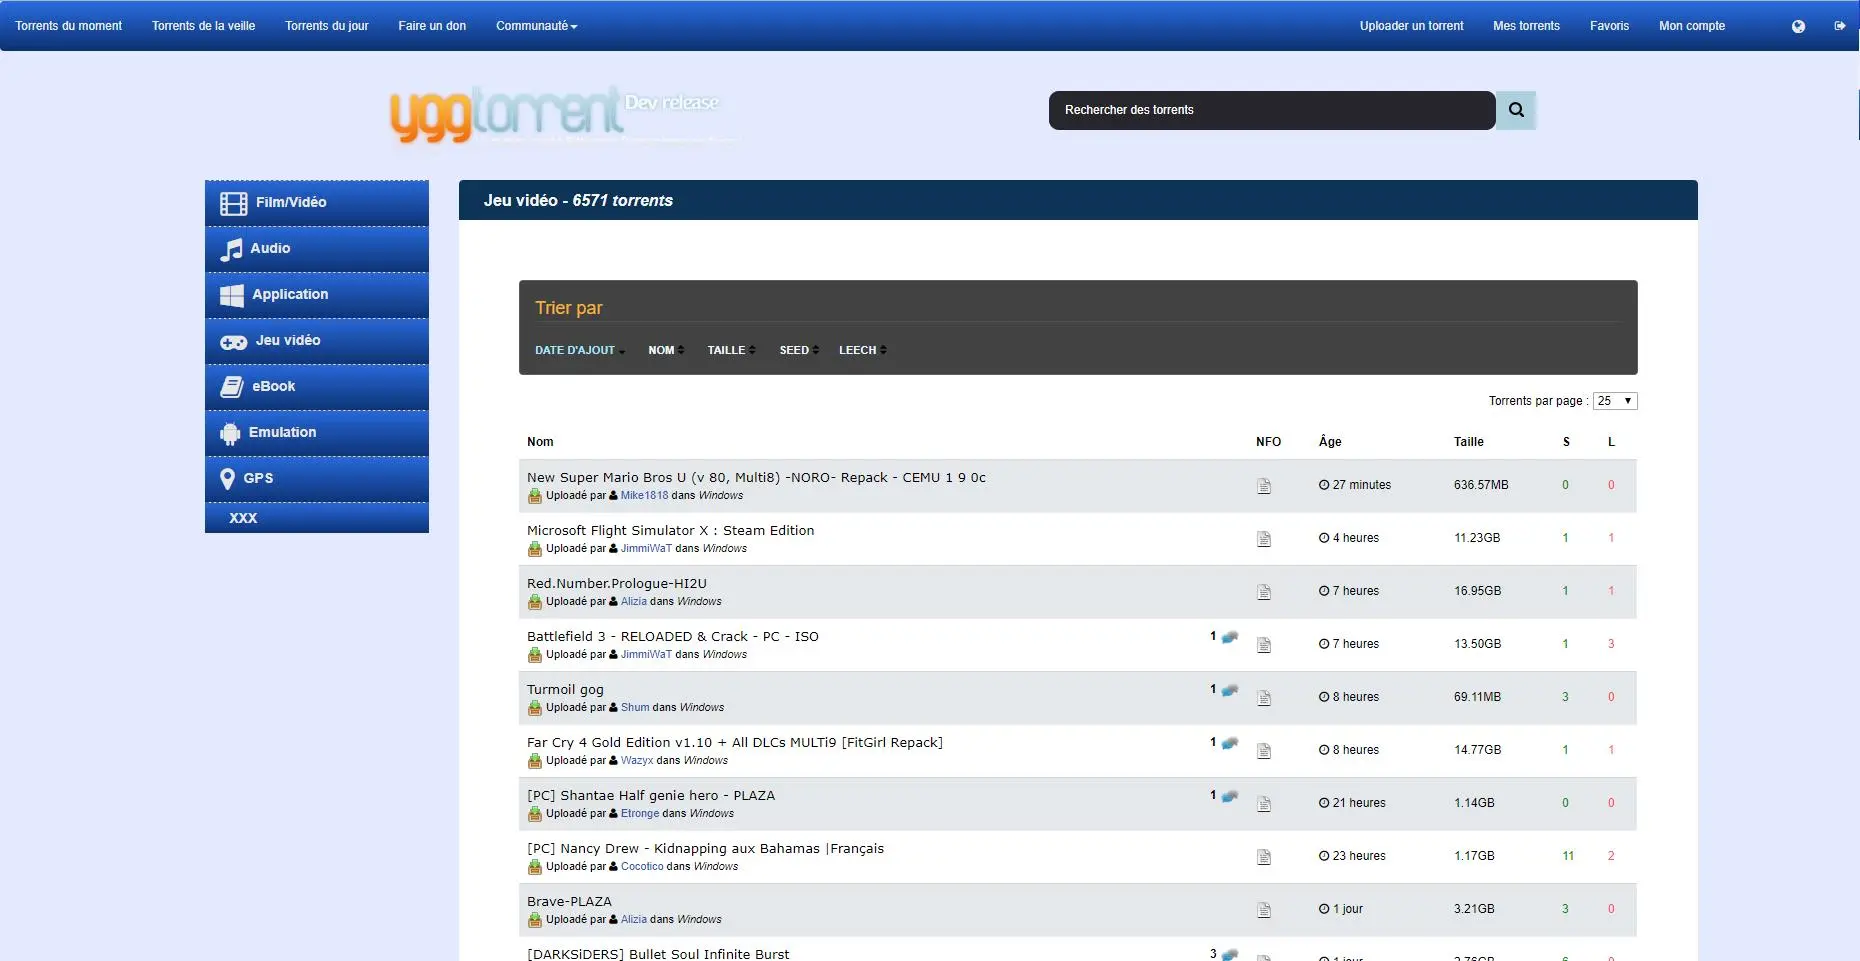 Torrents du moment Torrents de la veille Torrents du jour Faire un don Communauté Uploader un torrent Mes torrents Favoris Mon compte
yggtorrent Dev release
Rechercher des torrents
Film/Vidéo
Audio
Application
Jeu vidéo
eBook
Emulation
GPS
XXX
Jeu vidéo - 6571 torrents
Trier par
DATE D'AJOUT NOM TAILLE SEED LEECH
Torrents par page : 25
Nom NFO Âge Taille S L
New Super Mario Bros U (v 80, Multi8) -NORO- Repack - CEMU 1 9 0c
Uploadé par Mike1818 dans Windows
27 minutes 636.57MB 0 0
Microsoft Flight Simulator X : Steam Edition
Uploadé par JimmiWaT dans Windows
4 heures 11.23GB 1 1
Red.Number.Prologue-HI2U
Uploadé par Alizia dans Windows
7 heures 16.95GB 1 1
Battlefield 3 - RELOADED & Crack - PC - ISO 1
Uploadé par JimmiWaT dans Windows
7 heures 13.50GB 1 3
Turmoil gog 1
Uploadé par Shum dans Windows
8 heures 69.11MB 3 0
Far Cry 4 Gold Edition v1.10 + All DLCs MULTi9 [FitGirl Repack] 1
Uploadé par Wazyx dans Windows
8 heures 14.77GB 1 1
[PC] Shantae Half genie hero - PLAZA 1
Uploadé par Etronge dans Windows
21 heures 1.14GB 0 0
[PC] Nancy Drew - Kidnapping aux Bahamas |Français
Uploadé par Cocotico dans Windows
23 heures 1.17GB 11 2
Brave-PLAZA
Uploadé par Alizia dans Windows
1 jour 3.21GB 3 0
[DARKSiDERS] Bullet Soul Infinite Burst 3
1 jour 2.76GB 6 0